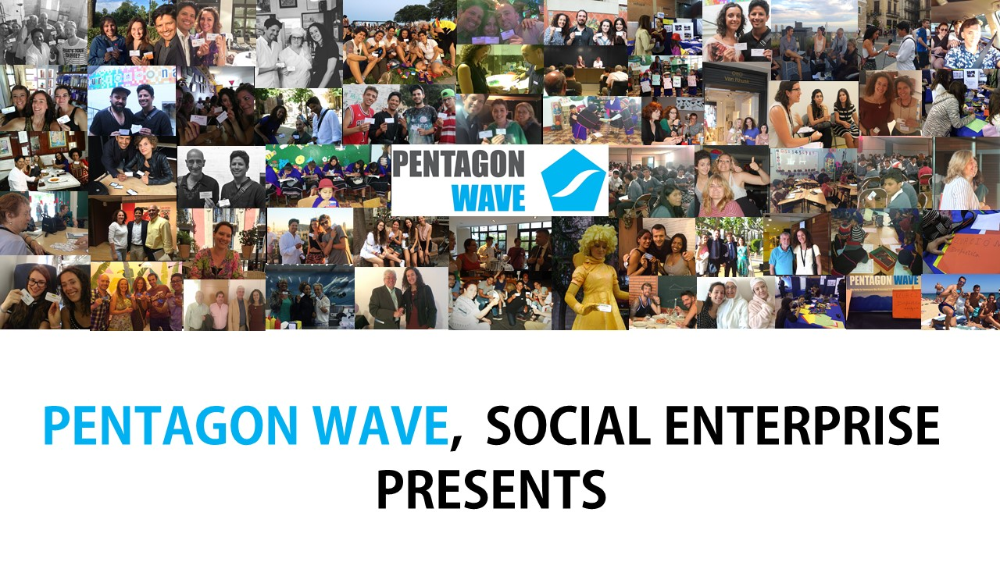 PENTAGON
WAVE
PENTAGON WAVE
PENTAGON WAVE, SOCIAL ENTERPRISE
PRESENTS